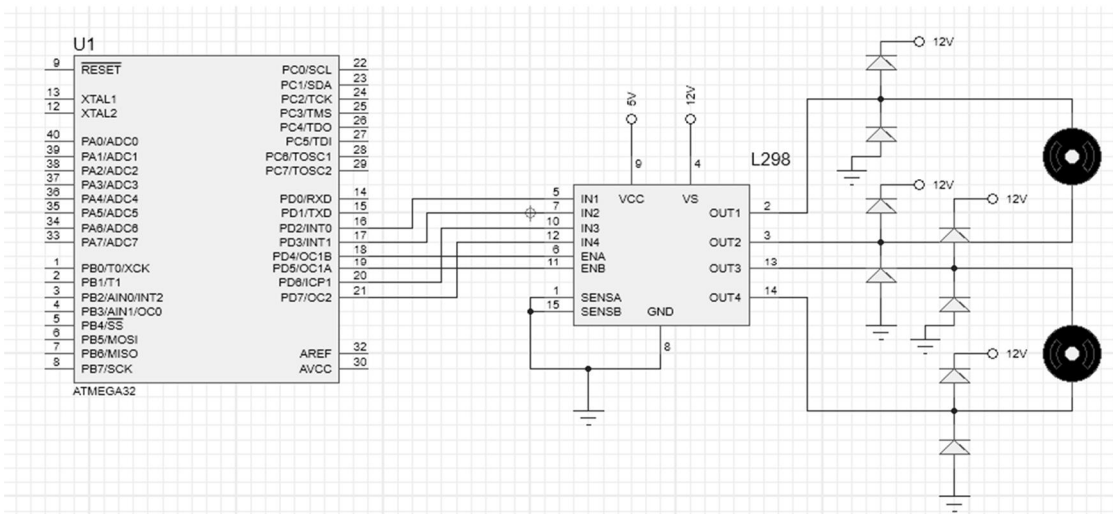 U1
9 RESET
13 XTAL1
12 XTAL2
40 PA0/ADC0
39 PA1/ADC1
38 PA2/ADC2
37 PA3/ADC3
36 PA4/ADC4
35 PA5/ADC5
34 PA6/ADC6
33 PA7/ADC7
1 PB0/T0/XCK
2 PB1/T1
3 PB2/AIN0/INT2
4 PB3/AIN1/OC0
5 PB4/SS
6 PB5/MOSI
7 PB6/MISO
8 PB7/SCK
PC0/SCL 22
PC1/SDA 23
PC2/TCK 24
PC3/TMS 25
PC4/TDO 26
PC5/TDI 27
PC6/TOSC1 28
PC7/TOSC2 29
PD0/RXD 14
PD1/TXD 15
PD2/INT0 16
PD3/INT1 17
PD4/OC1B 18
PD5/OC1A 19
PD6/ICP1 20
PD7/OC2 21
AREF 32
AVCC 30
ATMEGA32
5V
12V
9
4
L298
5 IN1
7 IN2
10 IN3
12 IN4
6 ENA
11 ENB
1 SENSA
15 SENSB
VCC
VS
OUT1 2
OUT2 3
OUT3 13
OUT4 14
GND
8
12V
12V
12V
12V